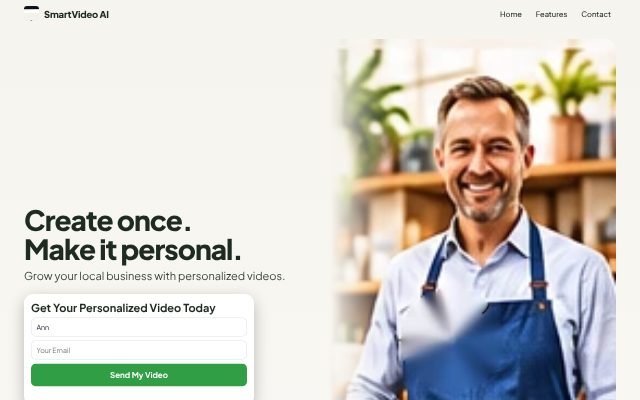 SmartVideo AI
Home Features Contact
Create once.
Make it personal.
Grow your local business with personalized videos.
Get Your Personalized Video Today
Ann
Your Email
Send My Video